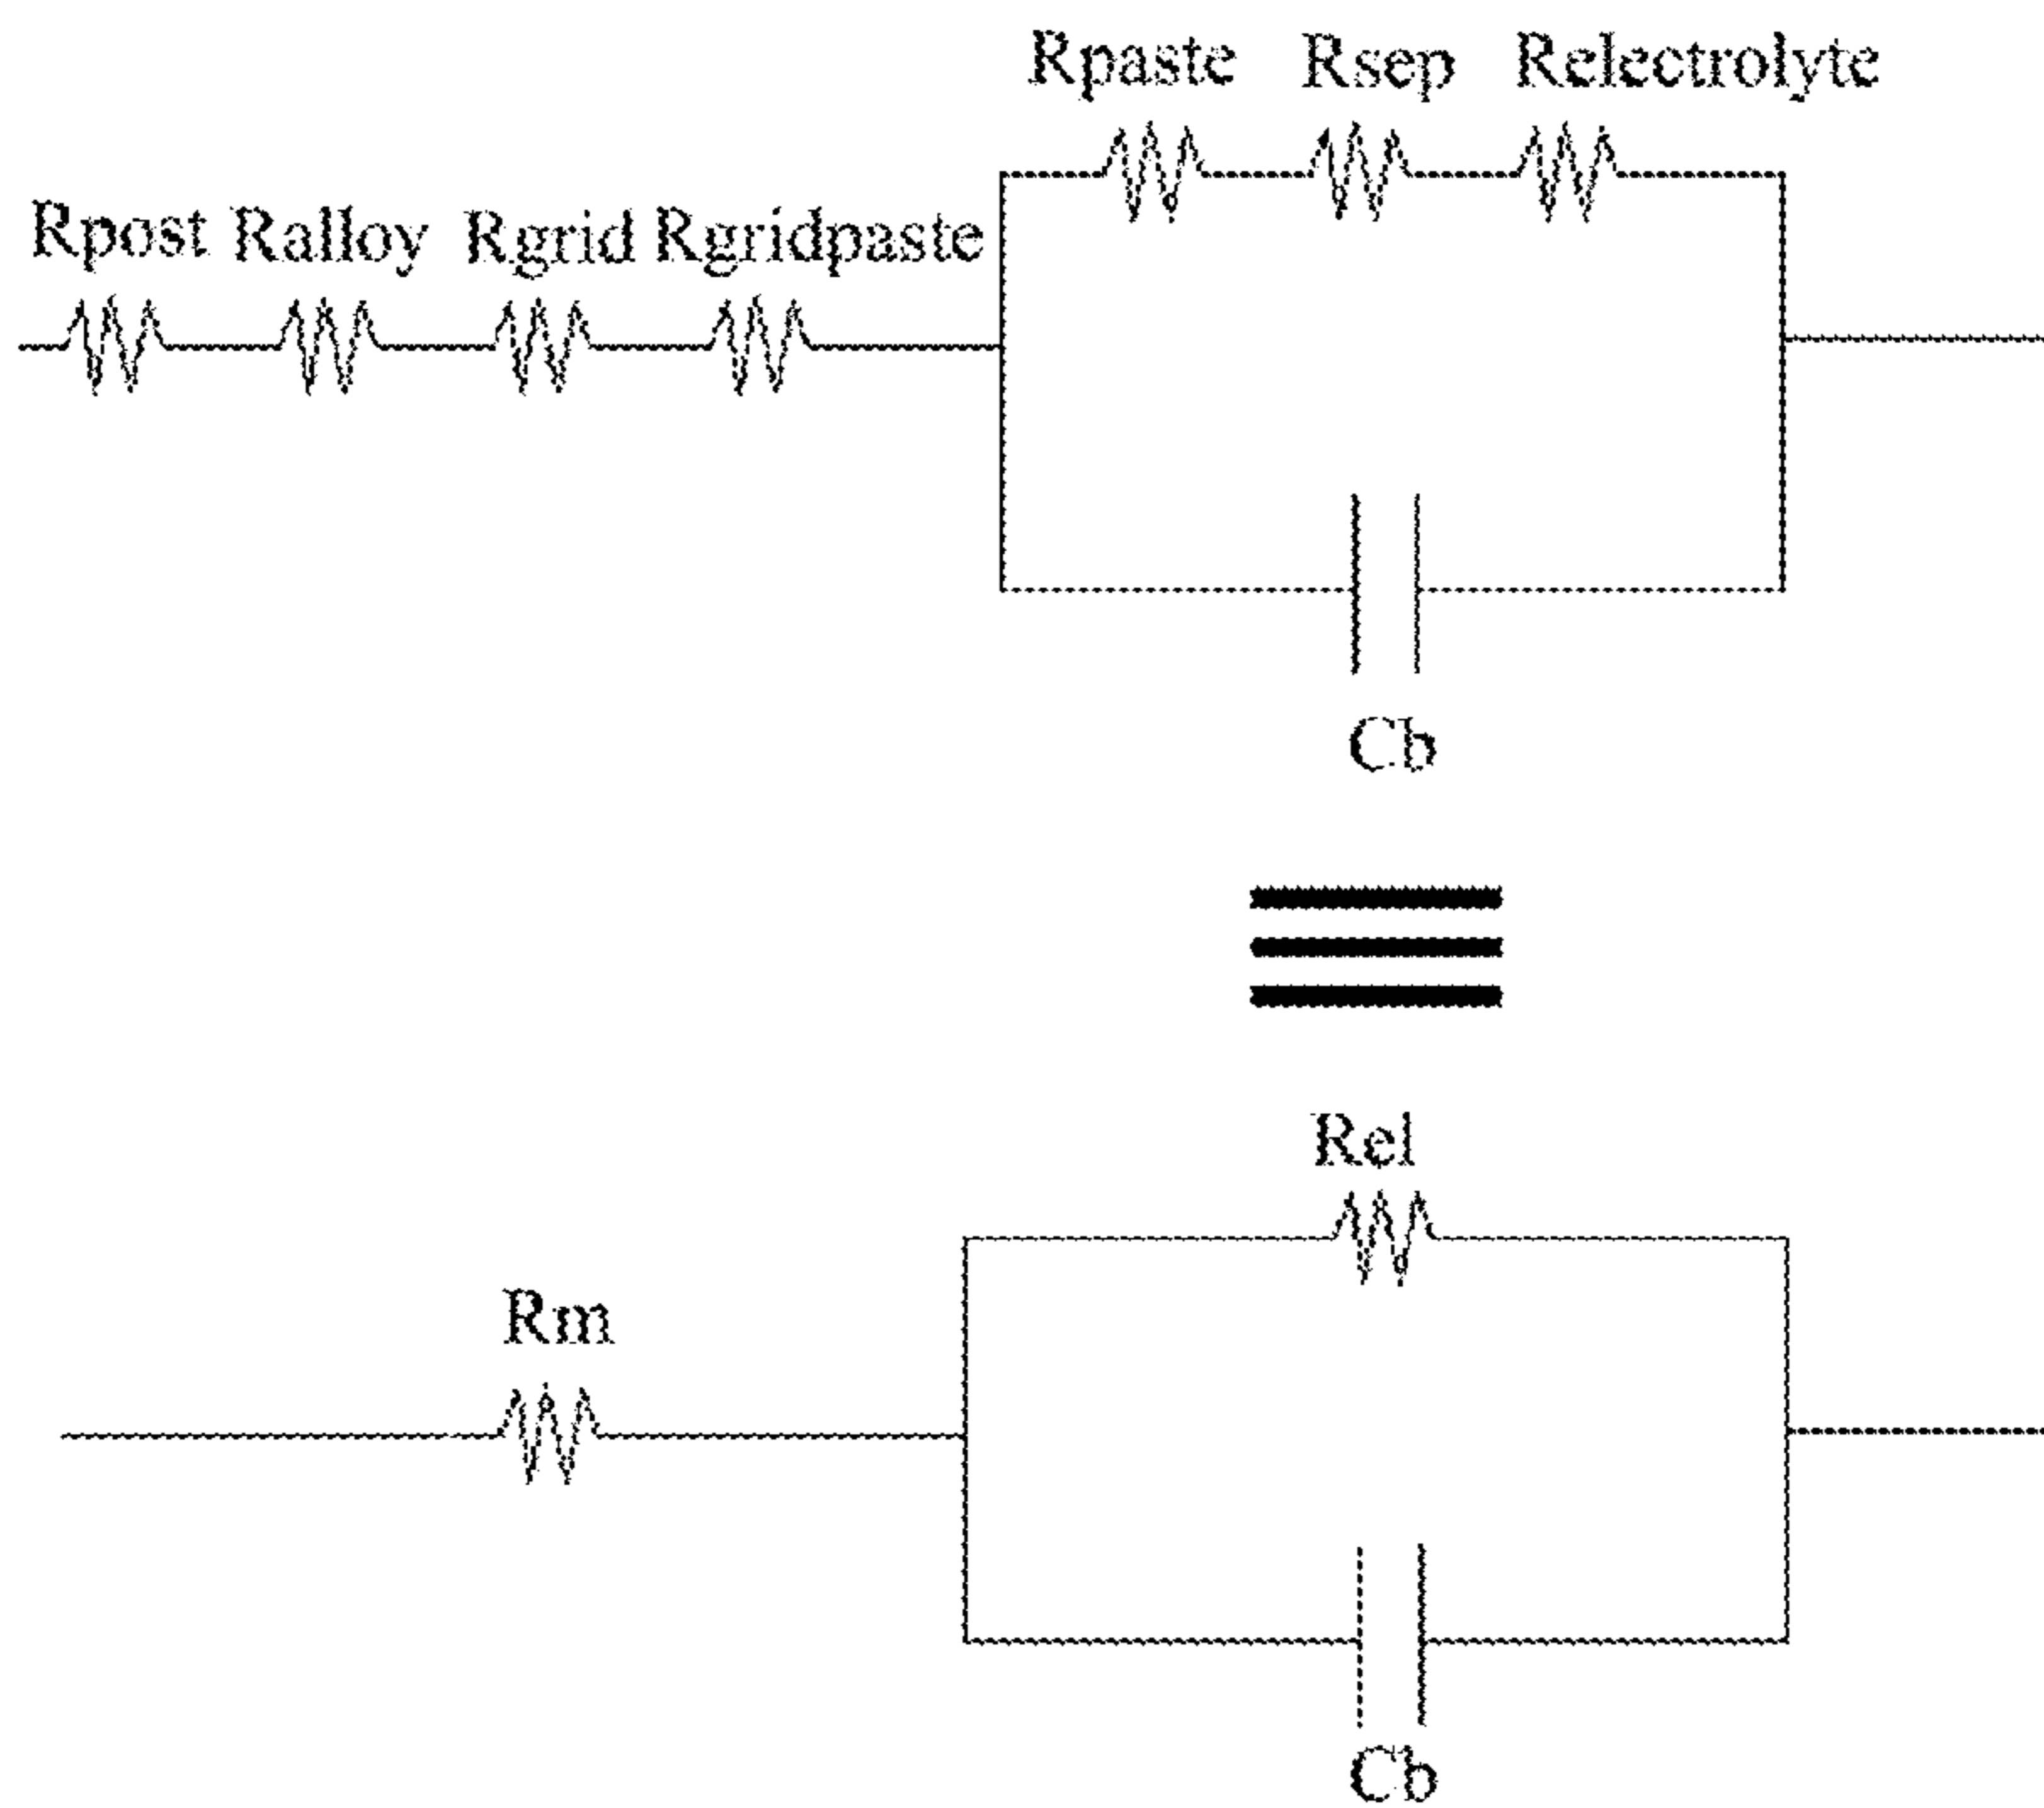 Rpaste Rsep Relectrolyte
Rpost Ralloy Rgrid Rgridpaste
Cb
Rel
Rm
Cb